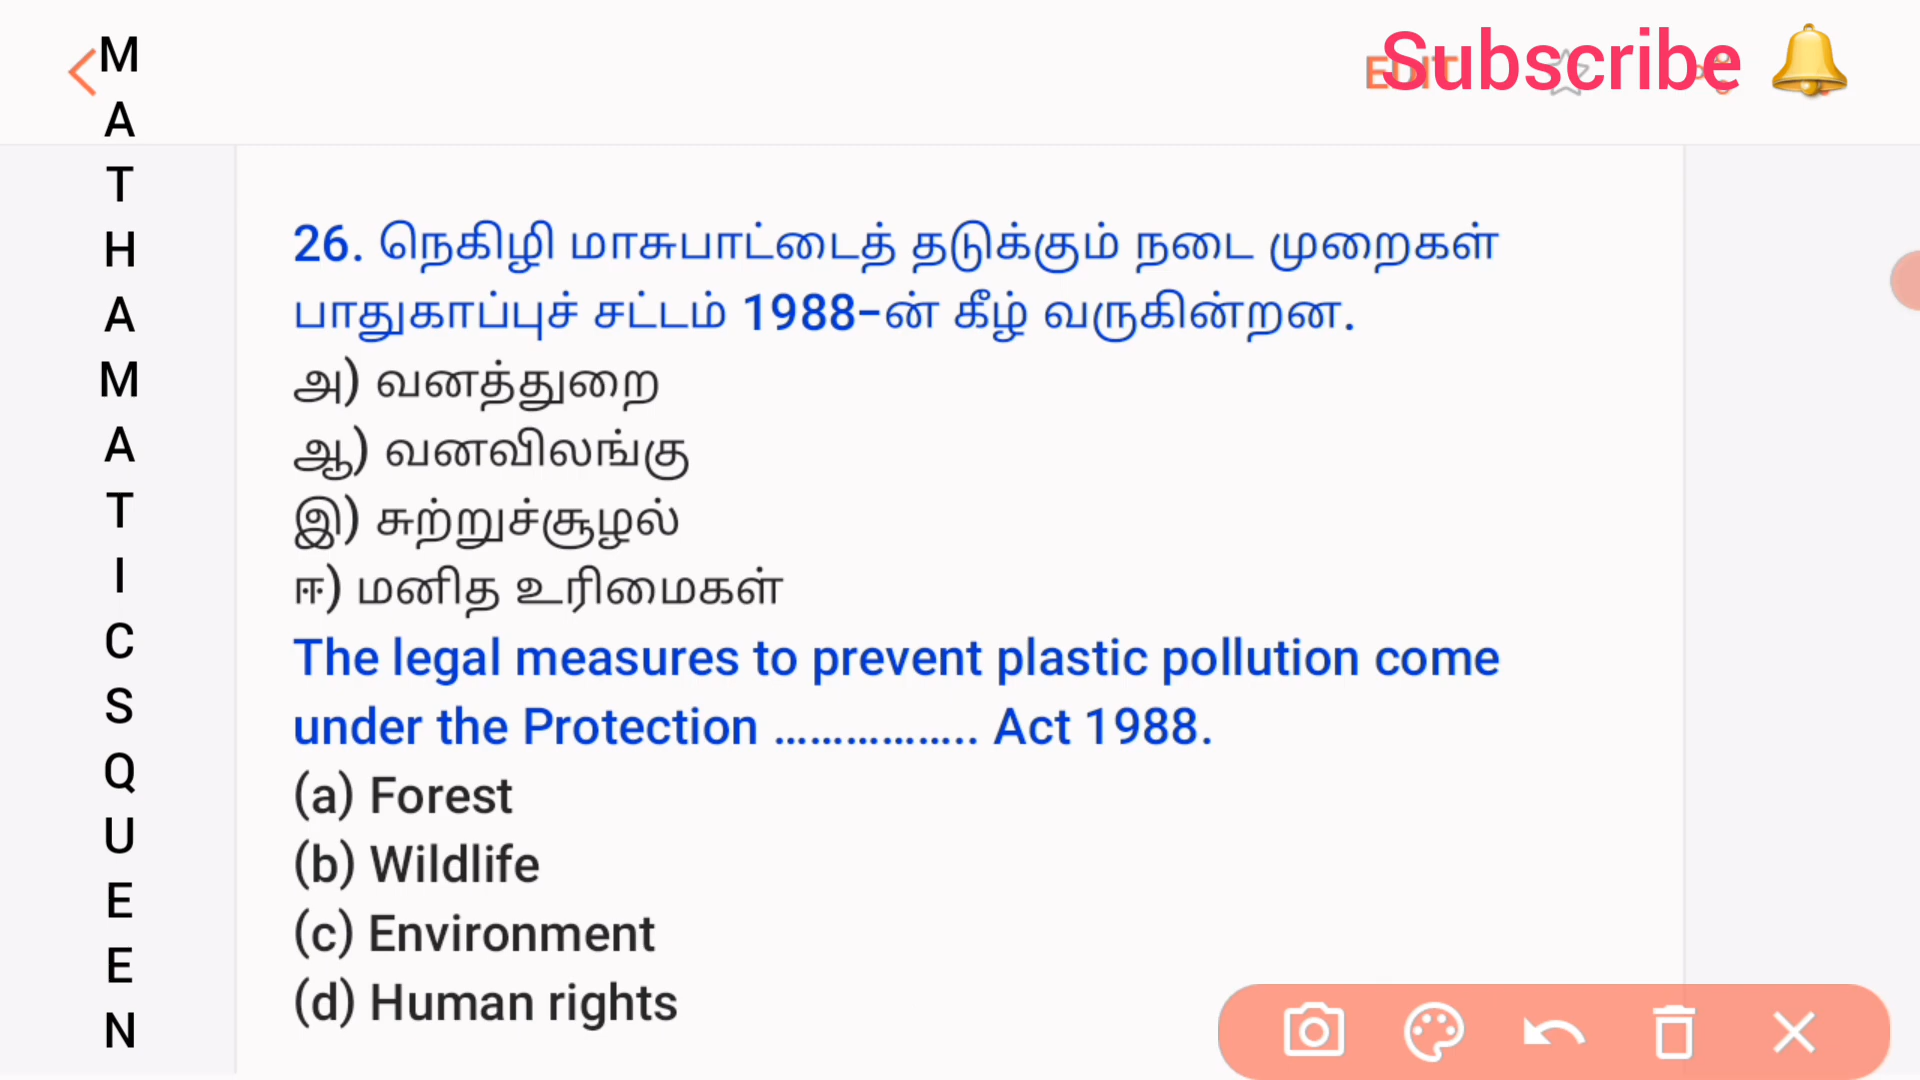 MATHAMATICSQUEEN
Subscribe 🔔
26. நெகிழி மாசுபாட்டைத் தடுக்கும் நடை முறைகள்
பாதுகாப்புச் சட்டம் 1988-ன் கீழ் வருகின்றன.
அ) வனத்துறை
ஆ) வனவிலங்கு
இ) சுற்றுச்சூழல்
ஈ) மனித உரிமைகள்
The legal measures to prevent plastic pollution come
under the Protection ................. Act 1988.
(a) Forest
(b) Wildlife
(c) Environment
(d) Human rights